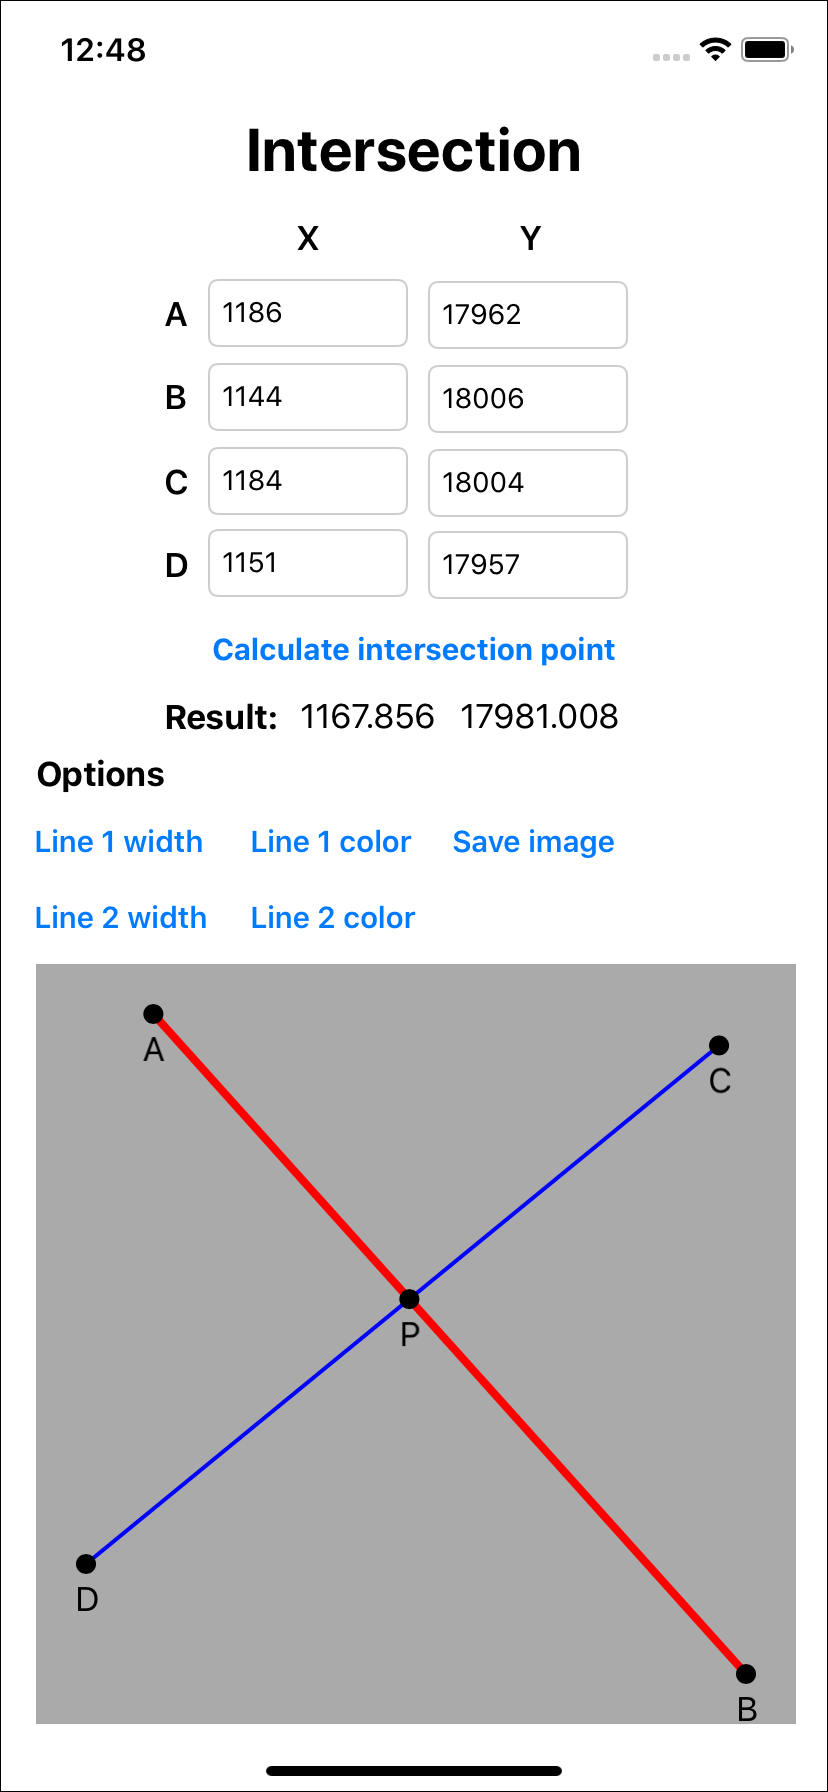 12:48
Intersection
X Y
A 1186 17962
B 1144 18006
C 1184 18004
D 1151 17957
Calculate intersection point
Result: 1167.856 17981.008
Options
Line 1 width Line 1 color Save image
Line 2 width Line 2 color
A
C
P
D
B